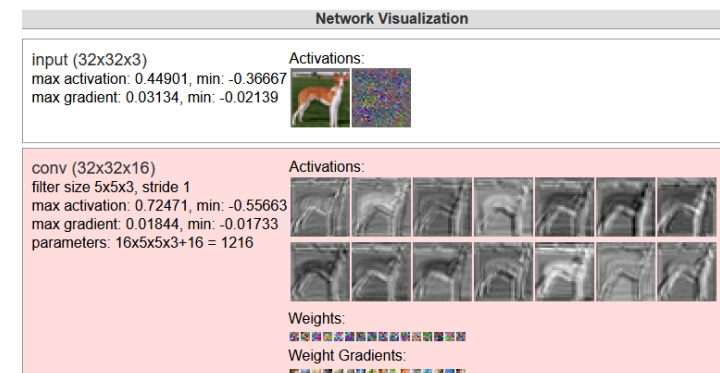 Network Visualization
input (32x32x3)
max activation: 0.44901, min: -0.36667
max gradient: 0.03134, min: -0.02139
Activations:
conv (32x32x16)
filter size 5x5x3, stride 1
max activation: 0.72471, min: -0.55663
max gradient: 0.01844, min: -0.01733
parameters: 16x5x5x3+16 = 1216
Activations:
Weights:
Weight Gradients: